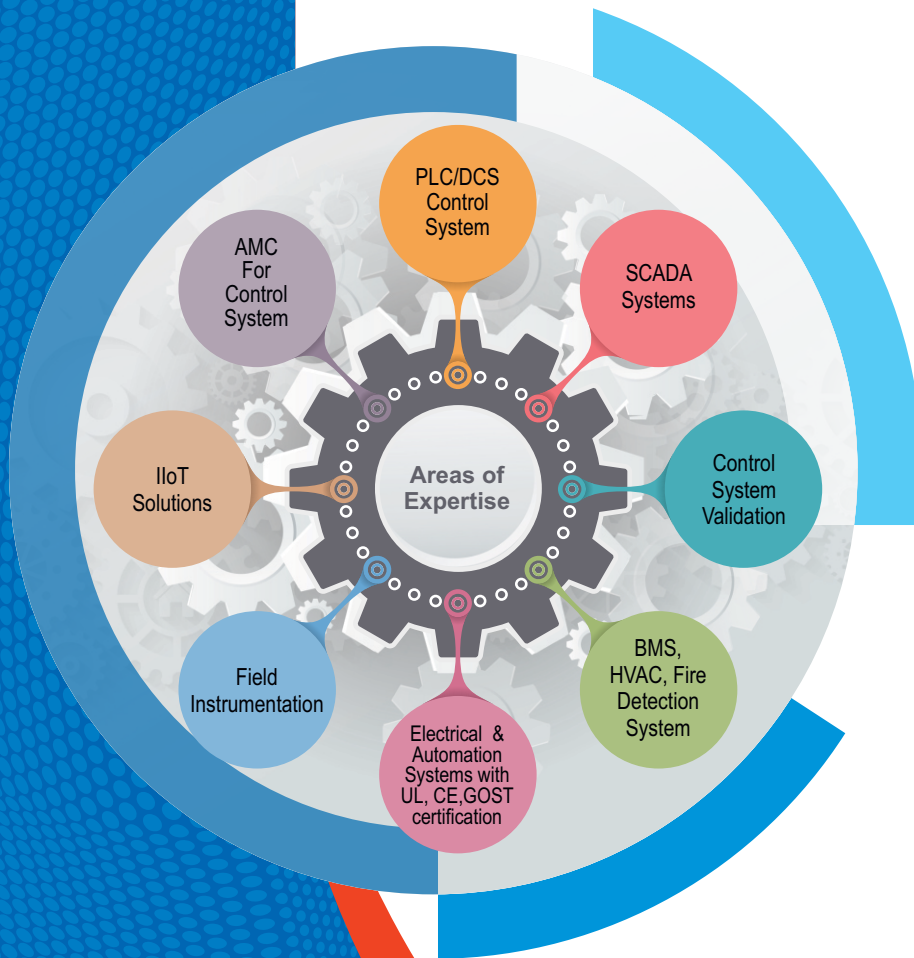 PLC/DCS
Control
System
SCADA
Systems
Control
System
Validation
BMS,
HVAC, Fire
Detection
System
Electrical &
Automation
Systems with
UL, CE,GOST
certification
Field
Instrumentation
IIoT
Solutions
AMC
For
Control
System
Areas of
Expertise